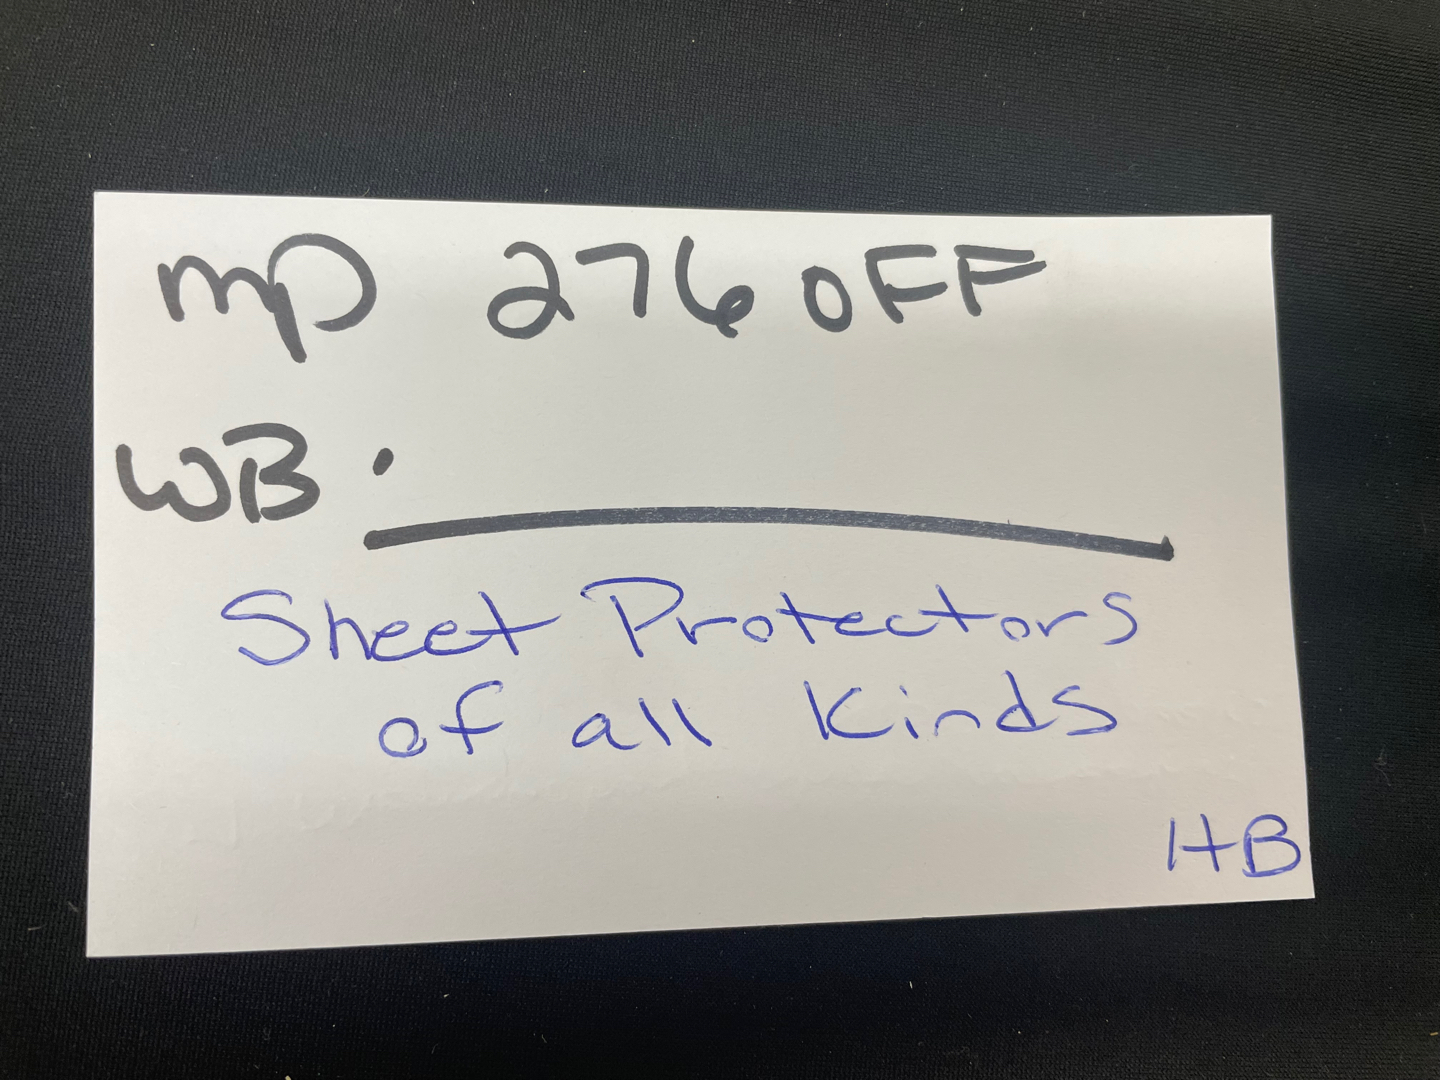 mp 276 OFF
WB.
Sheet Protectors
of all Kinds
HB